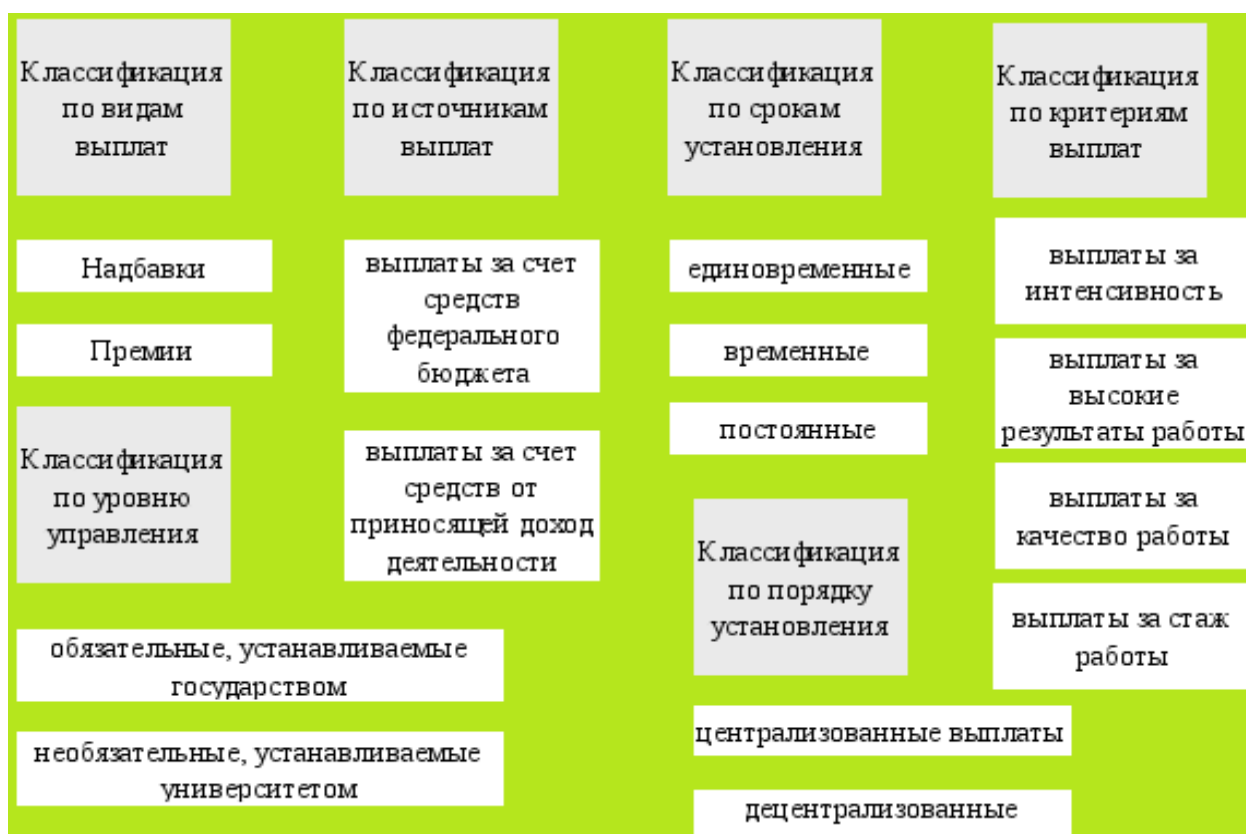 Классификация
по видам
выплат
Надбавки
Премии
Классификация
по уровню
управления
обязательные, устанавливаемые
государством
необязательные, устанавливаемые
университетом
Классификация
по источникам
выплат
выплаты за счет
средств
федерального
бюджета
выплаты за счет
средств от
приносящей доход
деятельности
Классификация
по срокам
установления
единовременные
временные
постоянные
Классификация
по порядку
установления
централизованные выплаты
децентрализованные
Классификация
по критериям
выплат
выплаты за
интенсивность
выплаты за
высокие
результаты работы
выплаты за
качество работы
выплаты за стаж
работы